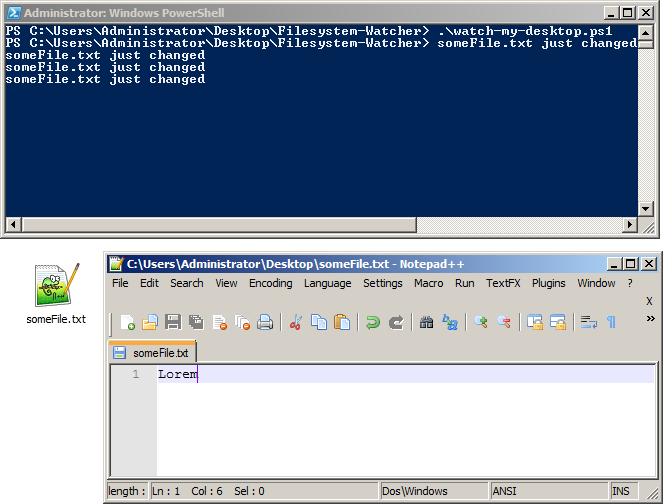 Administrator: Windows PowerShell
PS C:\Users\Administrator\Desktop\Filesystem-Watcher> .\watch-my-desktop.ps1
PS C:\Users\Administrator\Desktop\Filesystem-Watcher> someFile.txt just changed
someFile.txt just changed
someFile.txt just changed
someFile.txt just changed
someFile.txt
C:\Users\Administrator\Desktop\someFile.txt - Notepad++
File Edit Search View Encoding Language Settings Macro Run TextFX Plugins Window ?
X
someFile.txt
1 Lorem
length : Ln : 1 Col : 6 Sel : 0 Dos\Windows ANSI INS